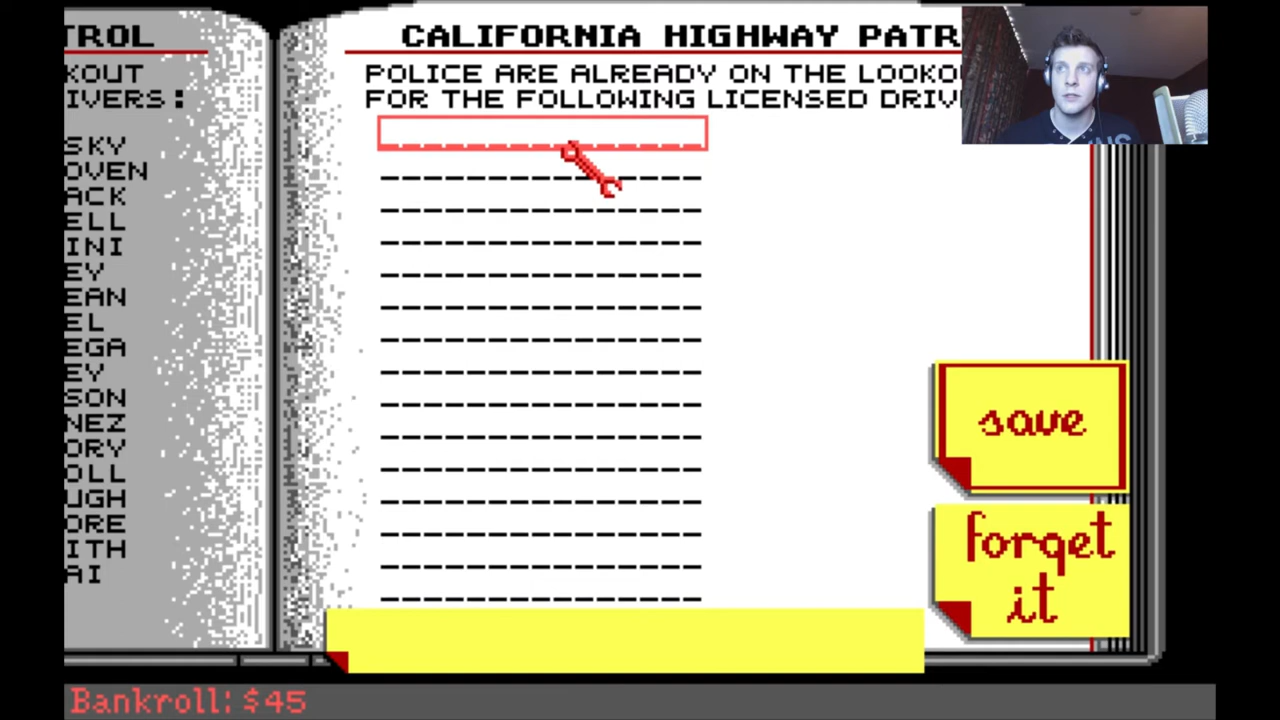 TROL
KOUT
IVERS:
SKY
OVEN
ACK
ELL
INI
EY
EAN
EL
EGA
EY
SON
NEZ
ORY
OLL
UGH
ORE
ITH
AI
CALIFORNIA HIGHWAY PATR
POLICE ARE ALREADY ON THE LOOKO
FOR THE FOLLOWING LICENSED DRIV
save
forget
it
Bankroll: $45